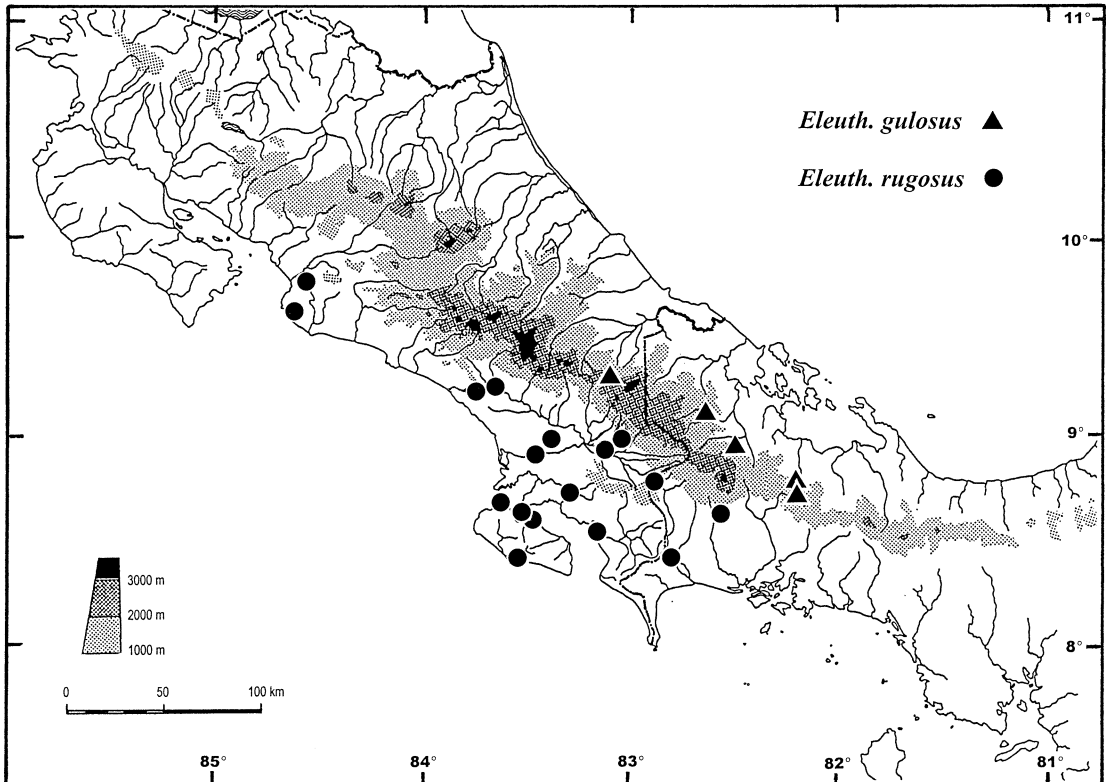 11°
Eleuth. gulosus
Eleuth. rugosus
10°
9°
3000 m
2000 m
1000 m
8°
0 50 100 km
85° 84° 83° 82° 81°